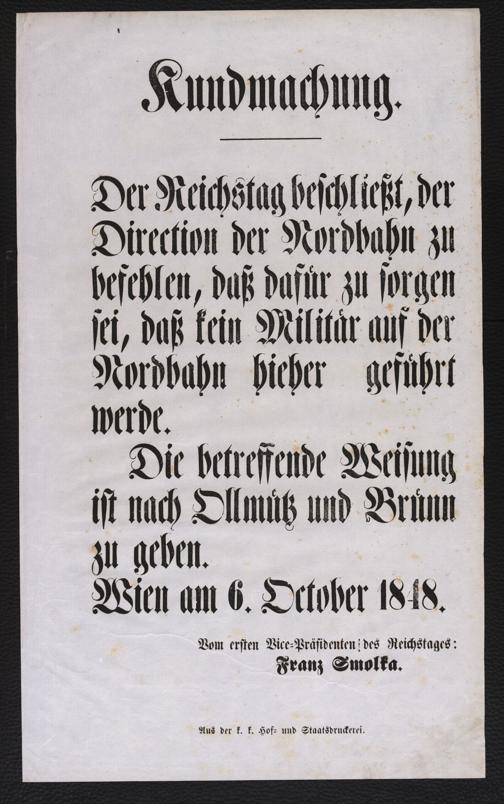 Kundmachung.
Der Reichstag beschließt, der
Direction der Nordbahn zu
befehlen, daß dafür zu sorgen
sei, daß kein Militär auf der
Nordbahn hieher geführt
werde.
Die betreffende Weisung
ist nach Ollmütz und Brünn
zu geben.
Wien am 6. October 1848.
Vom ersten Vice-Präsidenten des Reichstages:
Franz Smolka.
Aus der k. k. Hof- und Staatsdruckerei.